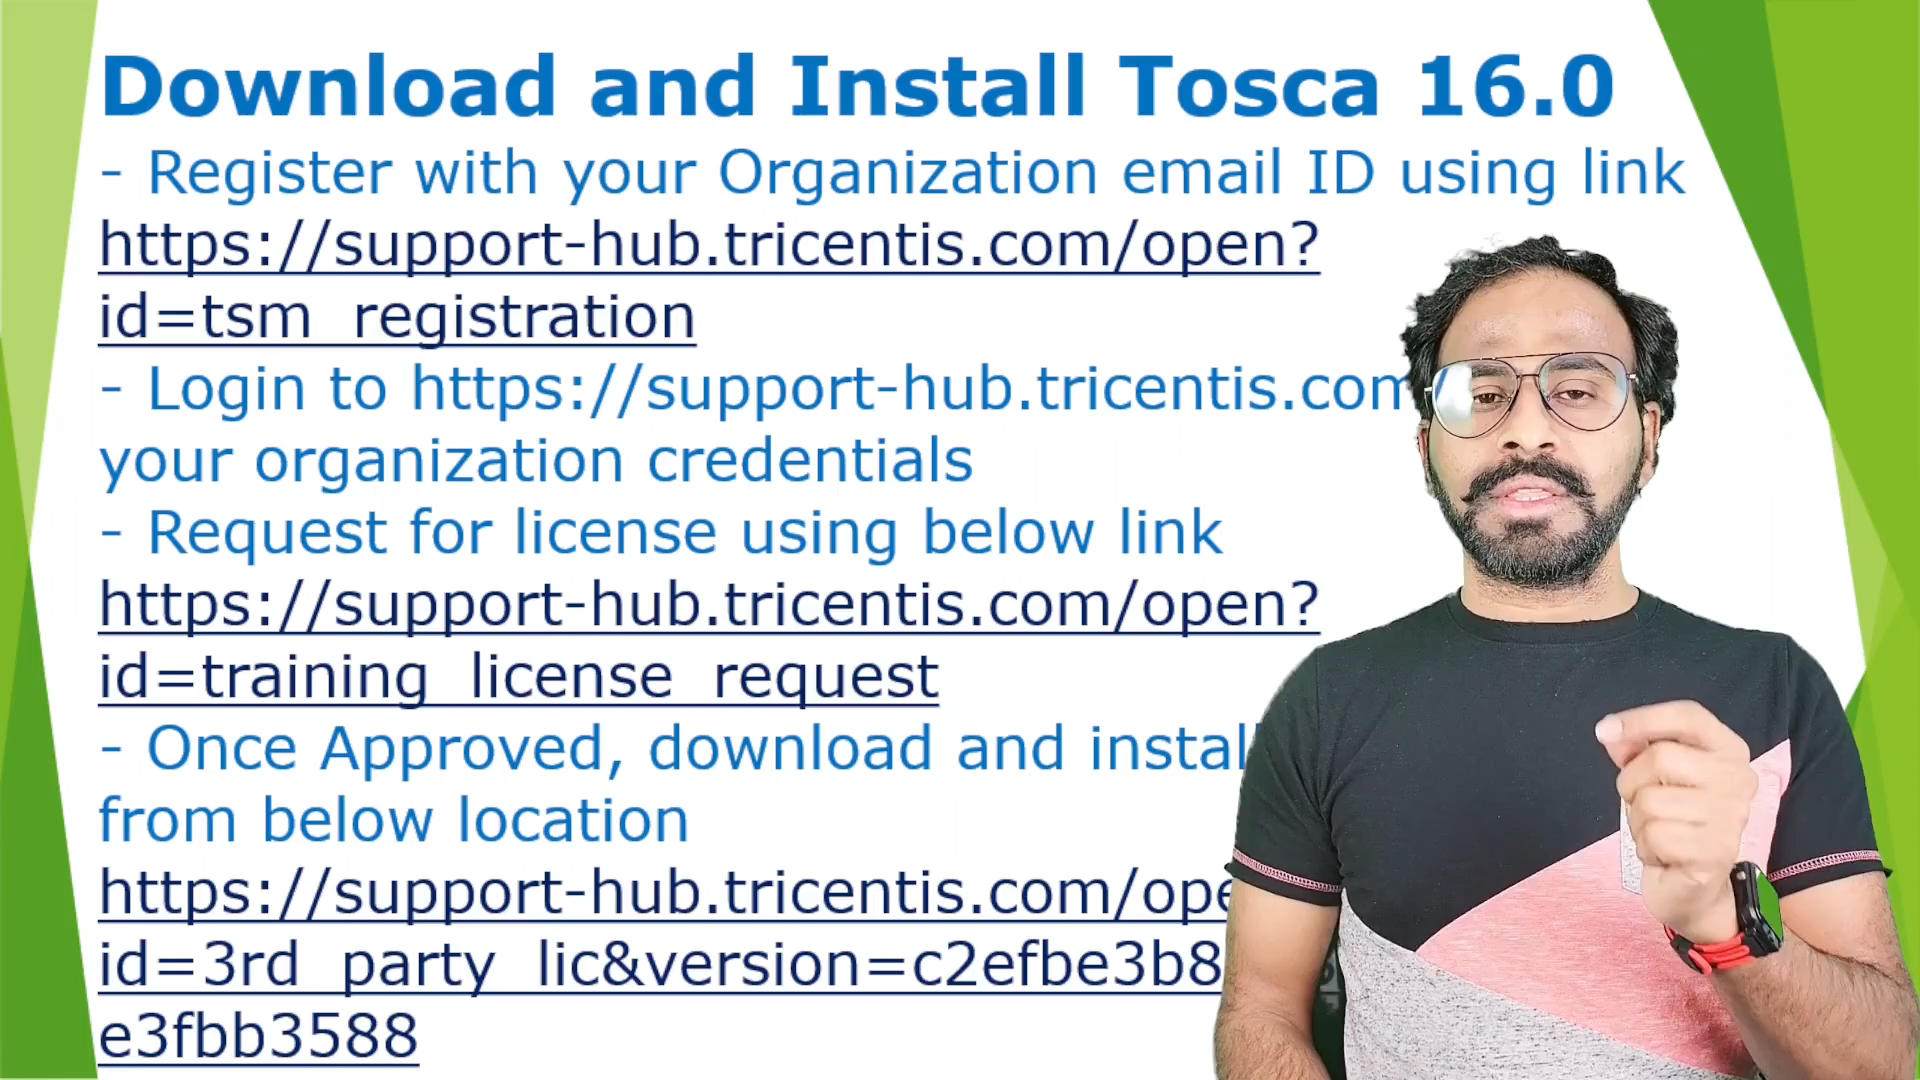 Download and Install Tosca 16.0
- Register with your Organization email ID using link
https://support-hub.tricentis.com/open?
id=tsm_registration
- Login to https://support-hub.tricentis.com
your organization credentials
- Request for license using below link
https://support-hub.tricentis.com/open?
id=training_license_request
- Once Approved, download and install
from below location
https://support-hub.tricentis.com/ope
id=3rd_party_lic&version=c2efbe3b8
e3fbb3588